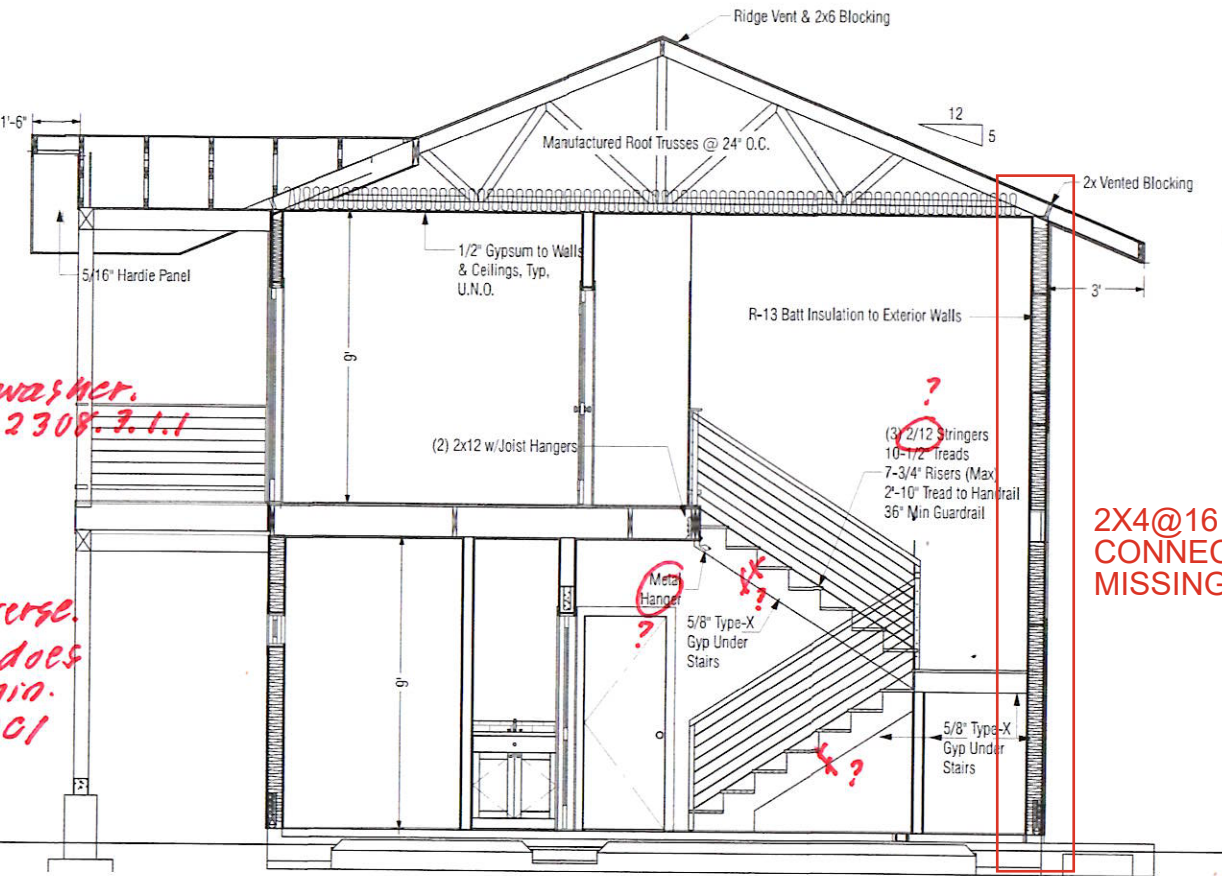 Ridge Vent & 2x6 Blocking
1'-6"
12
5
Manufactured Roof Trusses @ 24" O.C.
2x Vented Blocking
5/16" Hardie Panel
1/2" Gypsum to Walls
& Ceilings, Typ,
U.N.O.
3'
R-13 Batt Insulation to Exterior Walls
9'
washer.
2308.3.1.1
?
(2) 2x12 w/Joist Hangers
(3) 2/12 Stringers
10-1/2" Treads
7-3/4" Risers (Max)
2'-10" Tread to Handrail
36" Min Guardrail
2X4@16
CONNEC
MISSING
Metal
Hanger
?
?
5/8" Type-X
Gyp Under
Stairs
does
min.
9'
5/8" Type-X
Gyp Under
Stairs
?